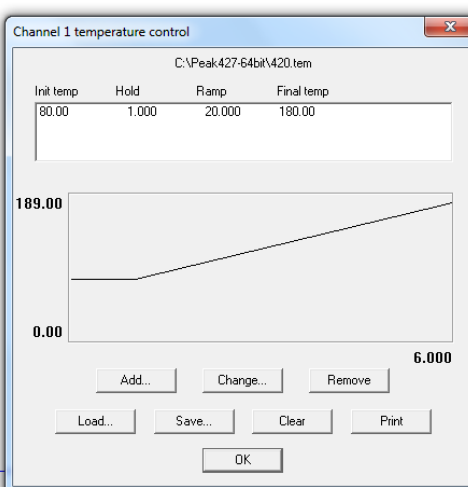 Channel 1 temperature control
C:\Peak427-64bit\420.tem
Init temp Hold Ramp Final temp
80.00 1.000 20.000 180.00
189.00
0.00
6.000
Add... Change... Remove
Load... Save... Clear Print
OK